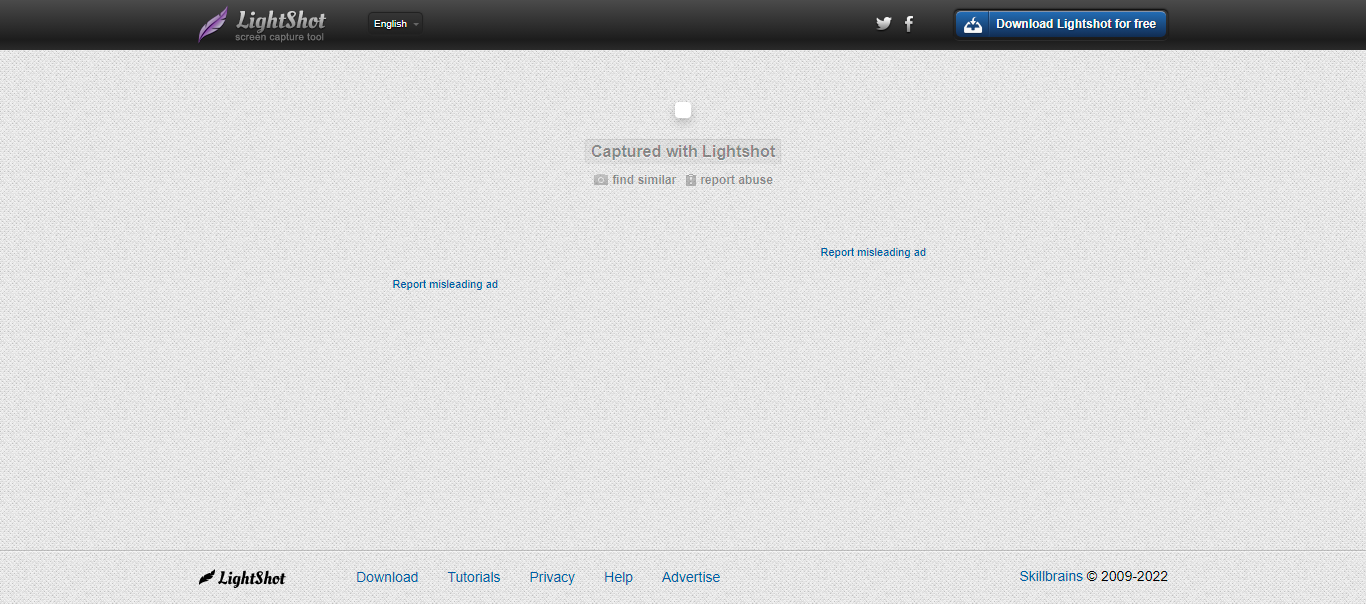 LightShot
screen capture tool
English
Download Lightshot for free
Captured with Lightshot
find similar report abuse
Report misleading ad
Report misleading ad
LightShot Download Tutorials Privacy Help Advertise Skillbrains © 2009-2022